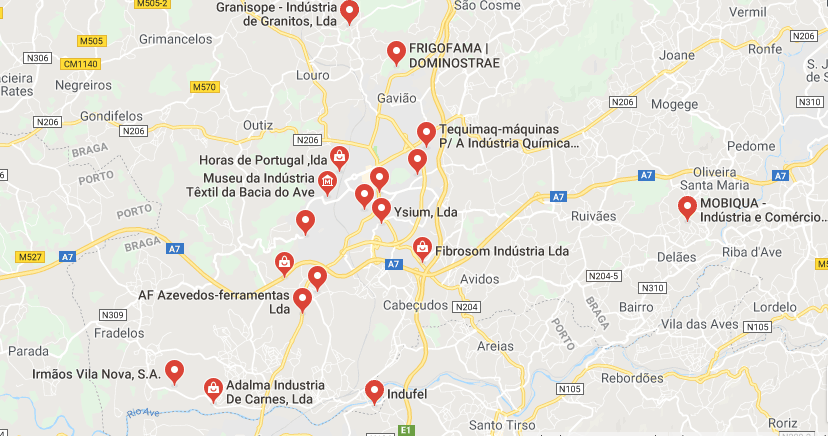 Granisope - Indústria
de Granitos, Lda
São Cosme
M505-2
Vermil
M505
Grimancelos
FRIGOFAMA |
DOMINOSTRAE
N206
Ronfe
N306
CM1140
Joane
Louro
Negreiros
M570
Gavião
N206
N310
Mogege
Gondifelos
N206
N206
Outiz
Tequimaq-máquinas
P/ A Indústria Química...
N206
BRAGA
PORTO
Pedome
Horas de Portugal ,lda
Museu da Indústria
Têxtil da Bacia do Ave
A7
A7
Oliveira
Santa Maria
A7
PORTO
BRAGA
Ysium, Lda
Ruivães
MOBIQUA -
Indústria e Comércio...
M527
A7
A7
Fibrosom Indústria Lda
Delães
Riba d'Ave
A7
Avidos
N204-5
N310
AF Azevedos-ferramentas
Lda
Cabeçudos
N204
BRAGA
PORTO
Bairro
Lordelo
N309
Fradelos
Vila das Aves
N105
Parada
Areias
Irmãos Vila Nova, S.A.
Rebordões
Adalma Industria
De Carnes, Lda
Indufel
N105
Rio Ave
E1
Santo Tirso
Roriz